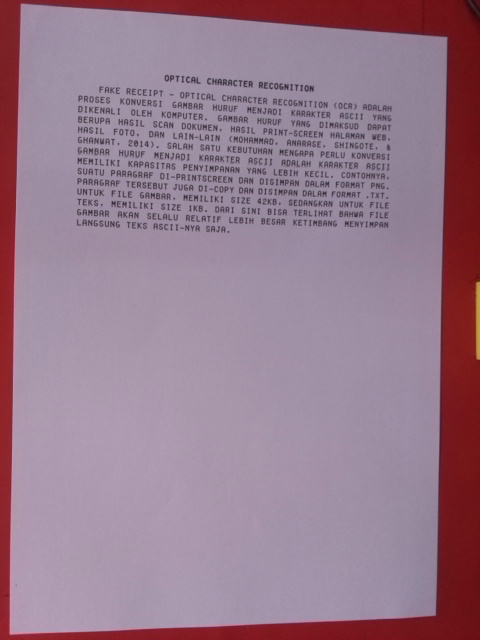 OPTICAL CHARACTER RECOGNITION
FAKE RECEIPT - OPTICAL CHARACTER RECOGNITION (OCR) ADALAH
PROSES KONVERSI GAMBAR HURUF MENJADI KARAKTER ASCII YANG
DIKENALI OLEH KOMPUTER. GAMBAR HURUF YANG DIMAKSUD DAPAT
BERUPA HASIL SCAN DOKUMEN, HASIL PRINT-SCREEN HALAMAN WEB,
HASIL FOTO, DAN LAIN-LAIN (MOHAMMAD, ANARASE, SHINGOTE, &
GHANWAT, 2014). SALAH SATU KEBUTUHAN MENGAPA PERLU KONVERSI
GAMBAR HURUF MENJADI KARAKTER ASCII ADALAH KARAKTER ASCII
MEMILIKI KAPASITAS PENYIMPANAN YANG LEBIH KECIL. CONTOHNYA,
SUATU PARAGRAF DI-PRINTSCREEN DAN DISIMPAN DALAM FORMAT PNG.
PARAGRAF TERSEBUT JUGA DI-COPY DAN DISIMPAN DALAM FORMAT .TXT.
UNTUK FILE GAMBAR, MEMILIKI SIZE 42KB, SEDANGKAN UNTUK FILE
TEKS, MEMILIKI SIZE 1KB. DARI SINI BISA TERLIHAT BAHWA FILE
GAMBAR AKAN SELALU RELATIF LEBIH BESAR KETIMBANG MENYIMPAN
LANGSUNG TEKS ASCII-NYA SAJA.